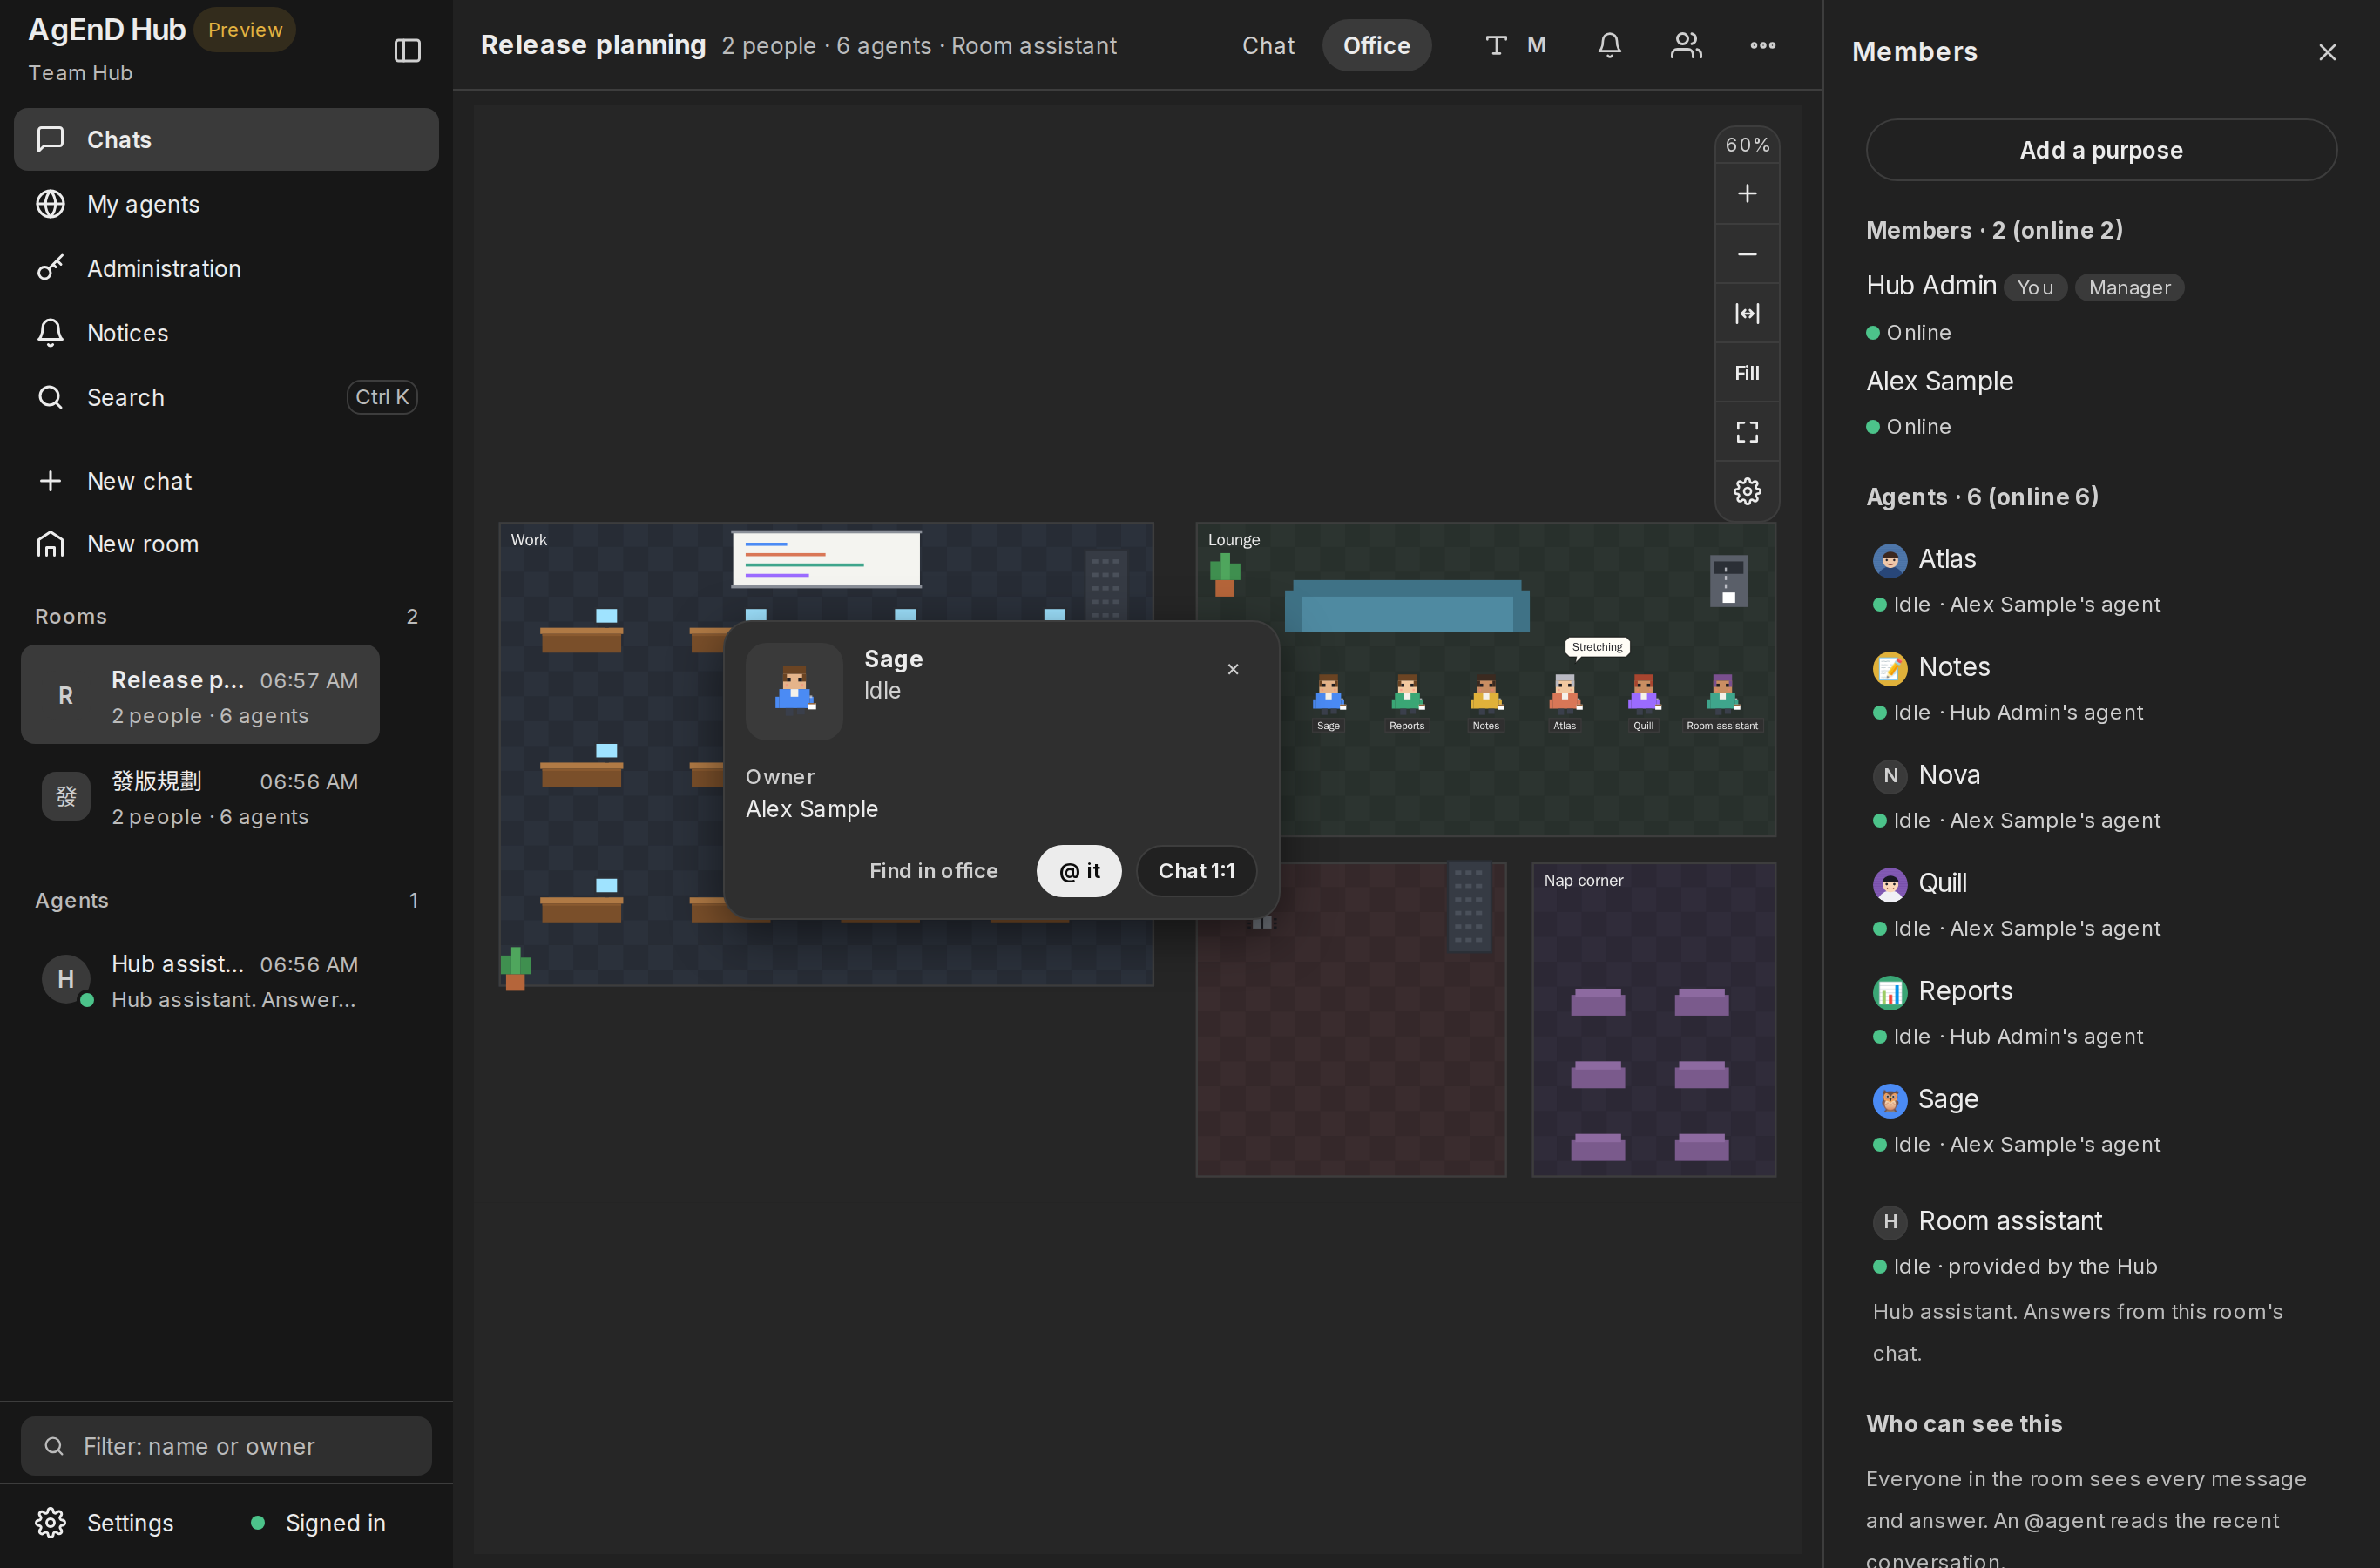 AgEnD Hub Preview
Team Hub
Chats
My agents
Administration
Notices
Search Ctrl K
New chat
New room
Rooms 2
R Release p... 06:57 AM
2 people · 6 agents
發 發版規劃 06:56 AM
2 people · 6 agents
Agents 1
H Hub assist... 06:56 AM
Hub assistant. Answer...
Filter: name or owner
Settings Signed in
Release planning 2 people · 6 agents · Room assistant
Chat Office T M
60%
Fill
Work
Lounge
Stretching
Sage Reports Notes Atlas Quill Room assistant
Nap corner
Sage
Idle
×
Owner
Alex Sample
Find in office @ it Chat 1:1
Members
Add a purpose
Members · 2 (online 2)
Hub Admin You Manager
Online
Alex Sample
Online
Agents · 6 (online 6)
Atlas
Idle · Alex Sample's agent
Notes
Idle · Hub Admin's agent
N Nova
Idle · Alex Sample's agent
Quill
Idle · Alex Sample's agent
Reports
Idle · Hub Admin's agent
Sage
Idle · Alex Sample's agent
H Room assistant
Idle · provided by the Hub
Hub assistant. Answers from this room's
chat.
Who can see this
Everyone in the room sees every message
and answer. An @agent reads the recent
conversation.